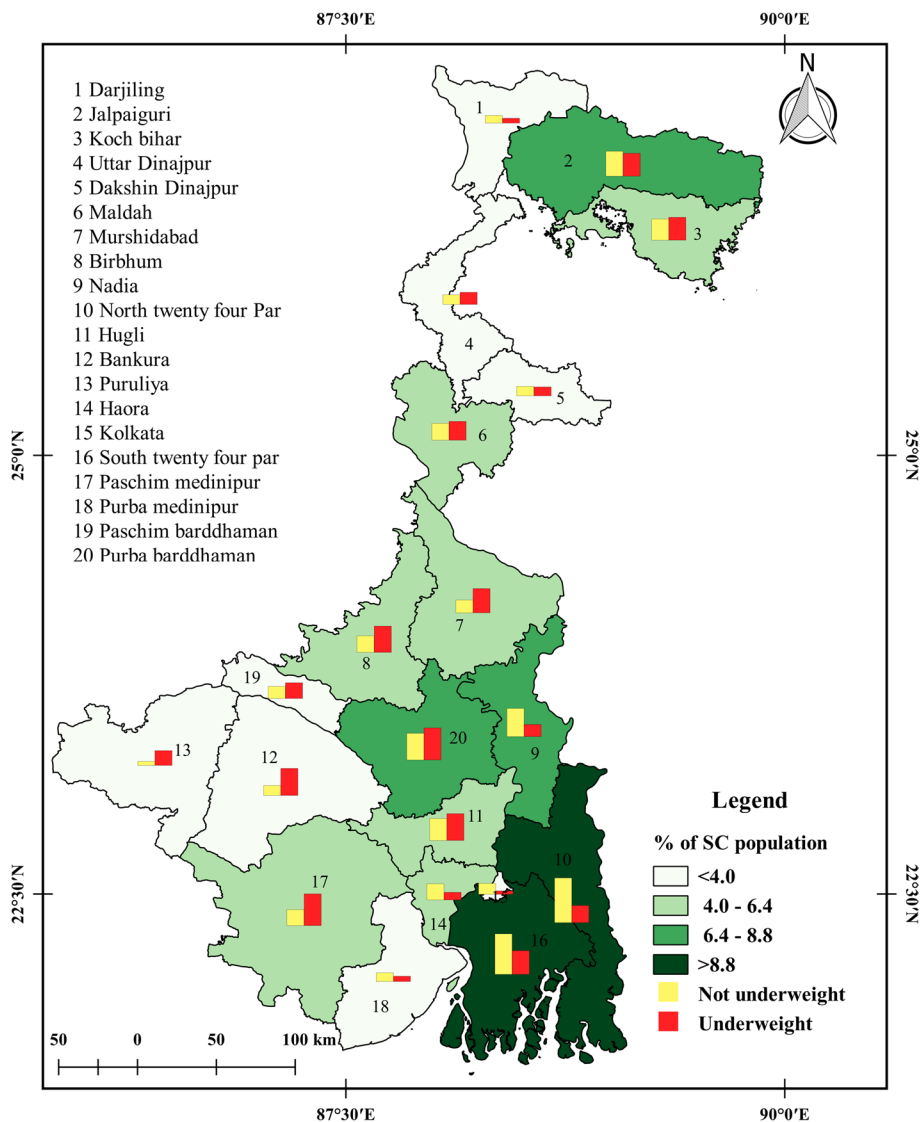 87°30′E 90°0′E
N
1 Darjiling
2 Jalpaiguri
3 Koch bihar
4 Uttar Dinajpur
5 Dakshin Dinajpur
6 Maldah
7 Murshidabad
8 Birbhum
9 Nadia
10 North twenty four Par
11 Hugli
12 Bankura
13 Puruliya
14 Haora
15 Kolkata
16 South twenty four par
17 Paschim medinipur
18 Purba medinipur
19 Paschim barddhaman
20 Purba barddhaman
1
2
3
4
5
6
25°0′N 25°0′N
7
8
19
13 12 20 9
11
10
17
22°30′N 22°30′N
14
16
18
Legend
% of SC population
<4.0
4.0 - 6.4
6.4 - 8.8
>8.8
Not underweight
Underweight
50 0 50 100 km
87°30′E 90°0′E